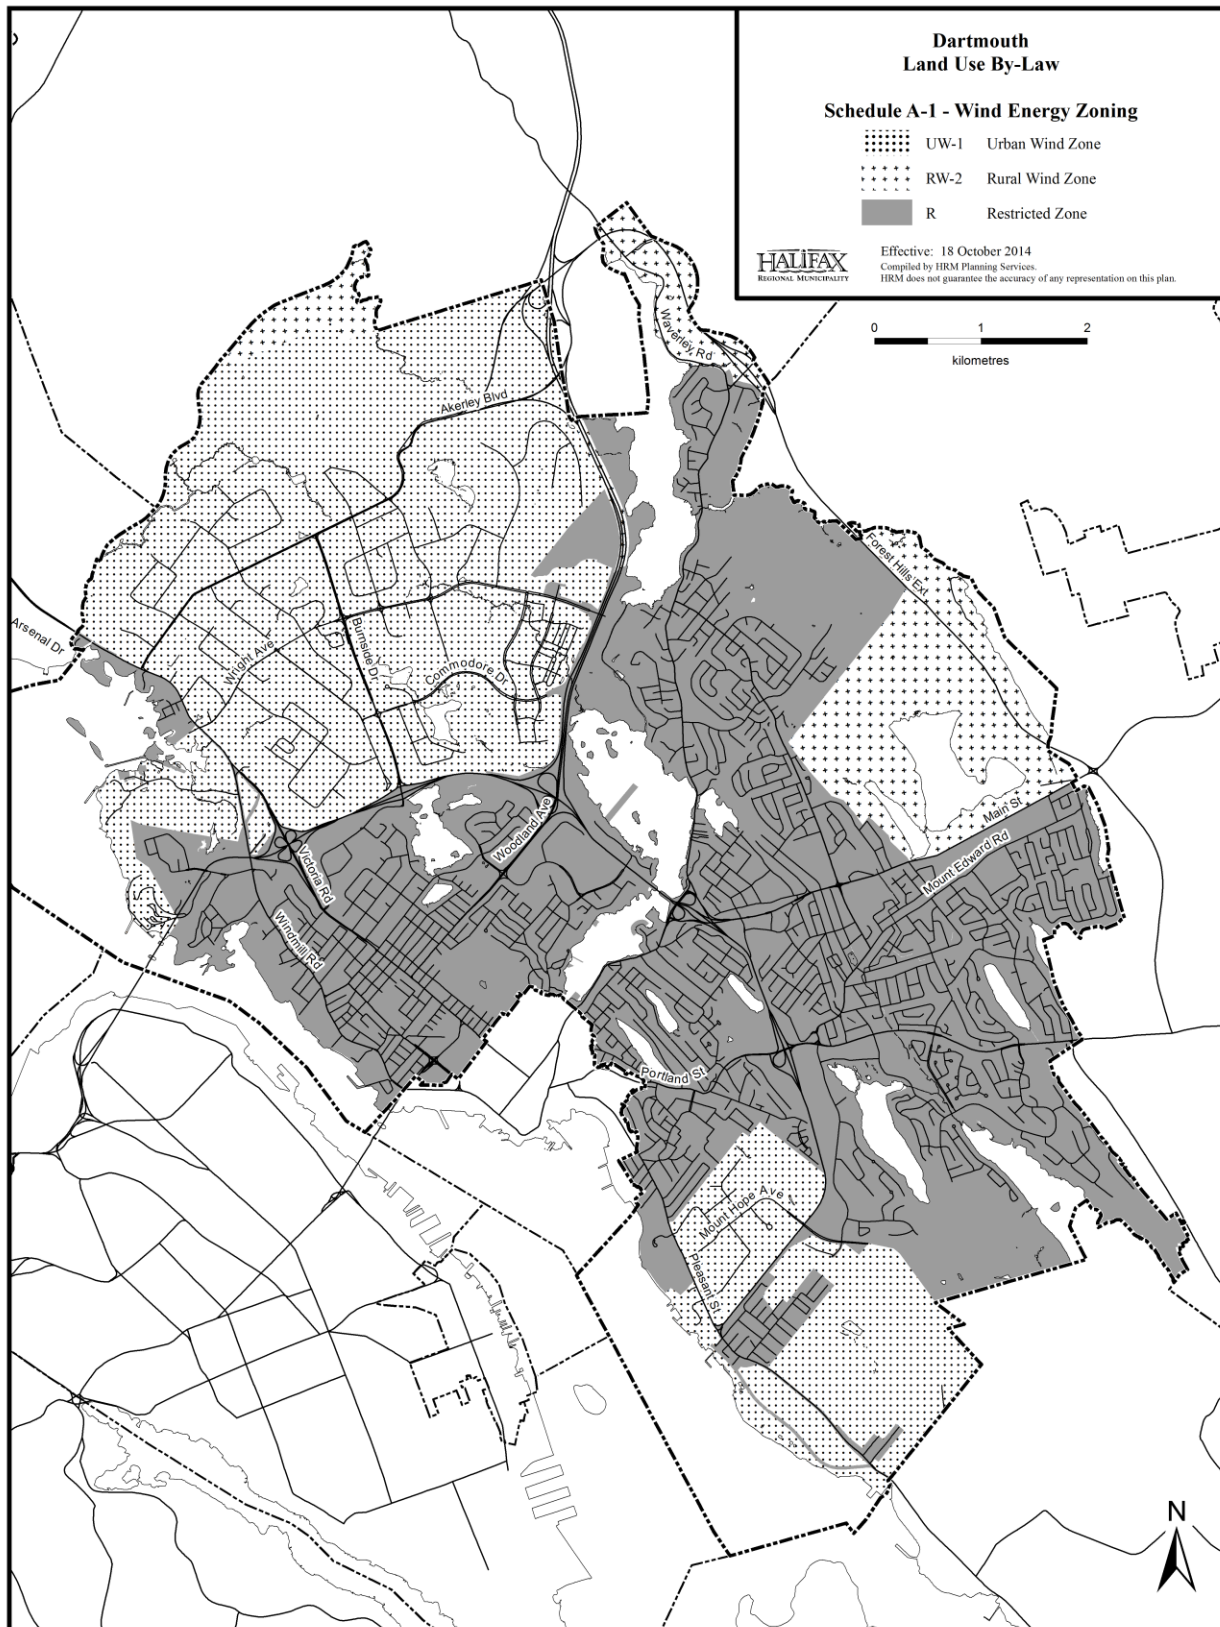 Dartmouth
Land Use By-Law
Schedule A-1 - Wind Energy Zoning
UW-1 Urban Wind Zone
RW-2 Rural Wind Zone
R Restricted Zone
HALIFAX
REGIONAL MUNICIPALITY
Effective: 18 October 2014
Compiled by HRM Planning Services.
HRM does not guarantee the accuracy of any representation on this plan.
0 1 2
kilometres
Waverley Rd
Akerley Blvd
Forest Hills Ext
Arsenal Dr
Wright Ave
Burnside Dr
Commodore Dr
Main St
Woodland Ave
Mount Edward Rd
Victoria Rd
Windmill Rd
Portland St
Mount Hope Ave
Pleasant St
N